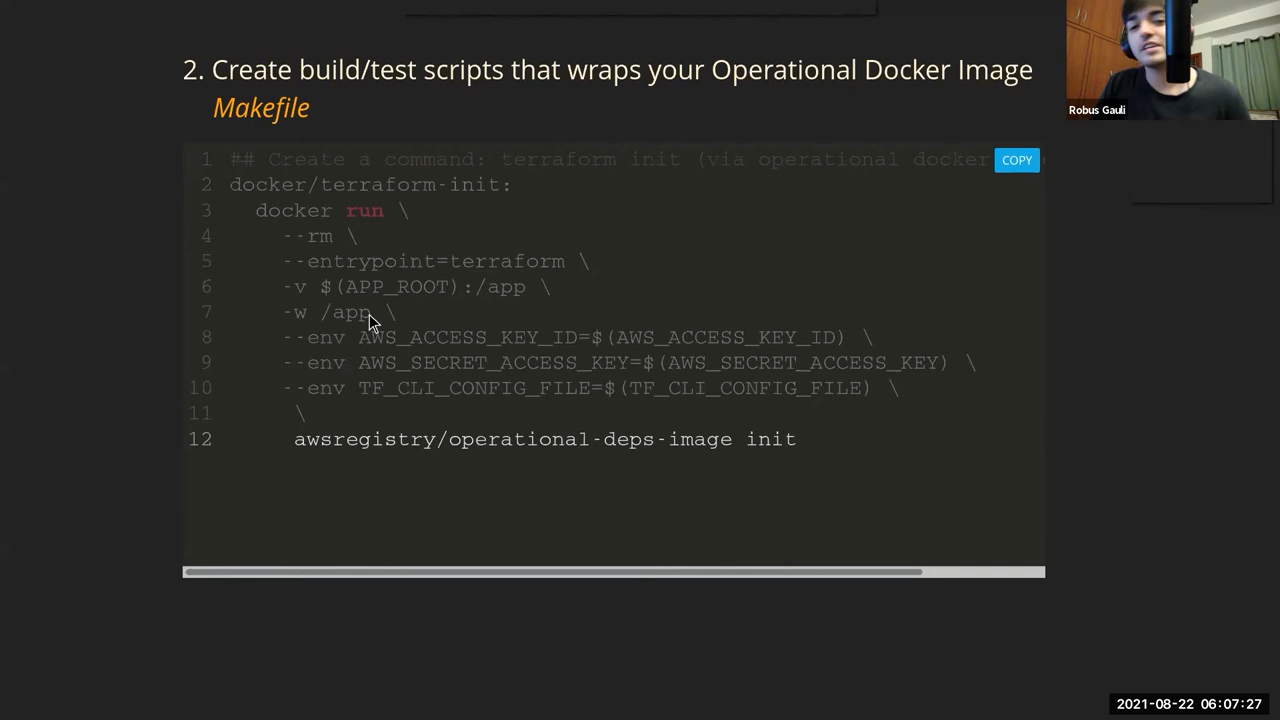 2. Create build/test scripts that wraps your Operational Docker Image
Makefile
1 ## Create a command: terraform init (via operational docker
COPY
2 docker/terraform-init:
3 docker run \
4 --rm \
5 --entrypoint=terraform \
6 -v $(APP_ROOT):/app \
7 -w /app \
8 --env AWS_ACCESS_KEY_ID=$(AWS_ACCESS_KEY_ID) \
9 --env AWS_SECRET_ACCESS_KEY=$(AWS_SECRET_ACCESS_KEY) \
10 --env TF_CLI_CONFIG_FILE=$(TF_CLI_CONFIG_FILE) \
11 \
12 awsregistry/operational-deps-image init
Robus Gauli
2021-08-22 06:07:27